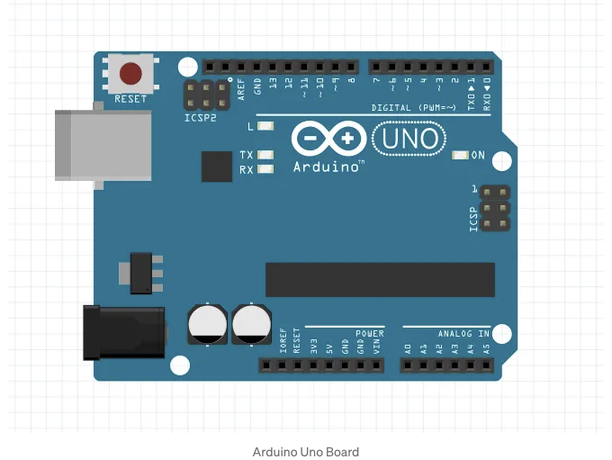 RESET
ICSP2
AREF
GND
13
12
~11
~10
~9
8
7
~6
~5
4
~3
2
TX0▶1
RX0◀0
DIGITAL (PWM=~)
L
TX
RX
UNO
Arduino™
ON
1
ICSP
IOREF
RESET
3V3
5V
GND
GND
VIN
POWER
ANALOG IN
A0
A1
A2
A3
A4
A5
Arduino Uno Board